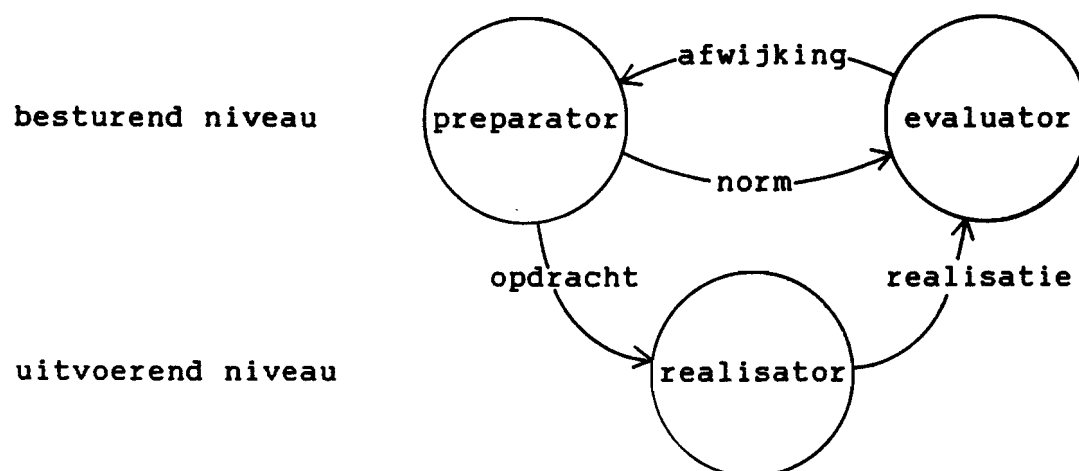 afwijking
besturend niveau preparator evaluator
norm
opdracht realisatie
uitvoerend niveau realisator